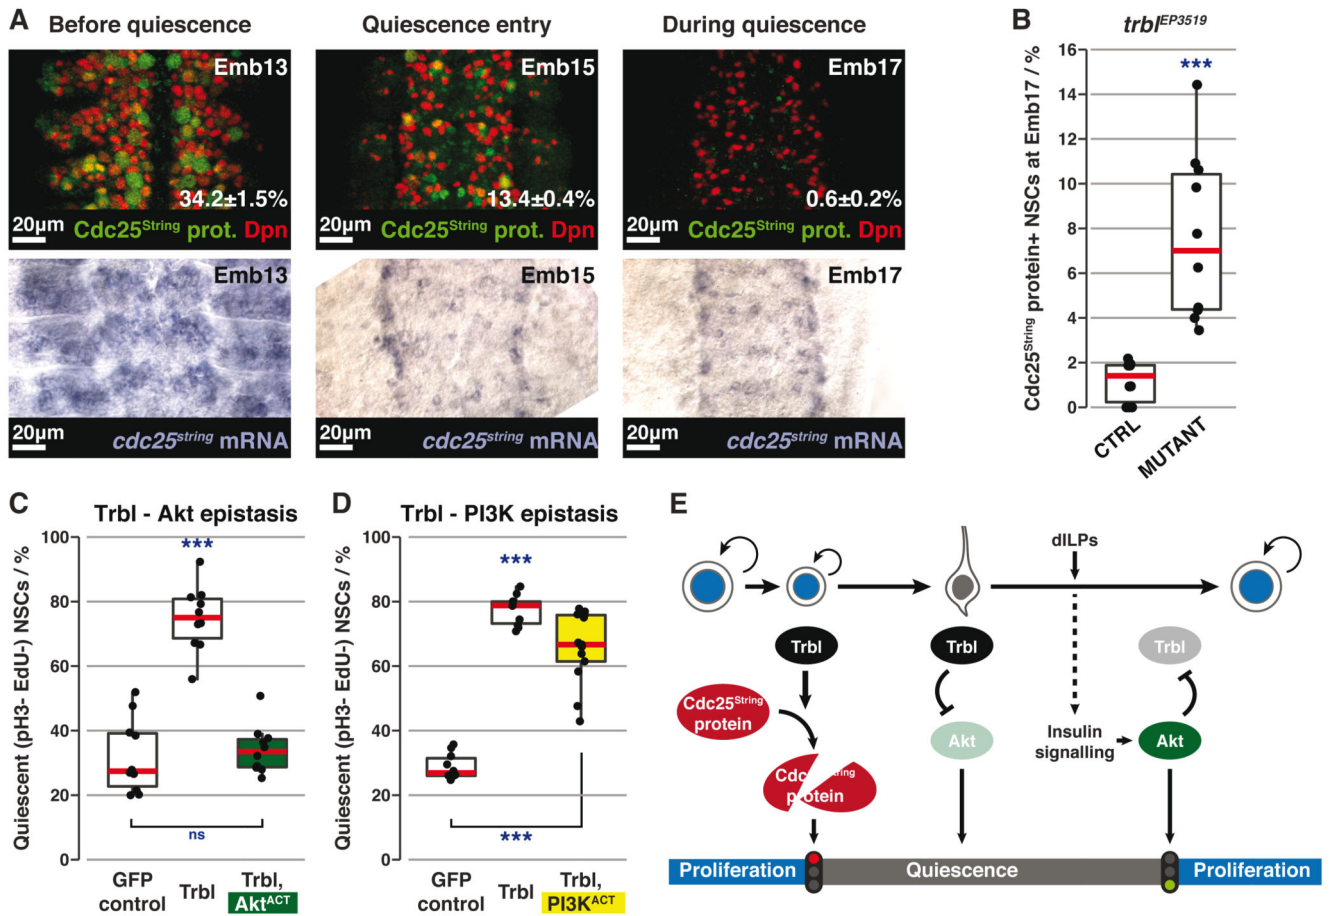 A
Before quiescence
Quiescence entry
During quiescence
Emb13
34.2±1.5%
20µm
Cdc25String prot. Dpn
Emb15
13.4±0.4%
20µm
Cdc25String prot. Dpn
Emb17
0.6±0.2%
20µm
Cdc25String prot. Dpn
Emb13
20µm
cdc25string mRNA
Emb15
20µm
cdc25string mRNA
Emb17
20µm
cdc25string mRNA
B
trblEP3519
Cdc25String protein+ NSCs at Emb17 / %
16
14
12
10
8
6
4
2
0
***
CTRL
MUTANT
C
Trbl - Akt epistasis
Quiescent (pH3- EdU-) NSCs / %
100
80
60
40
20
0
***
ns
GFP
control
Trbl
Trbl,
AktACT
D
Trbl - PI3K epistasis
Quiescent (pH3- EdU-) NSCs / %
100
80
60
40
20
0
***
***
GFP
control
Trbl
Trbl,
PI3KACT
E
dILPs
Trbl
Trbl
Trbl
Cdc25String
protein
Akt
Insulin
signalling
Akt
Cdc String
protein
Proliferation
Quiescence
Proliferation